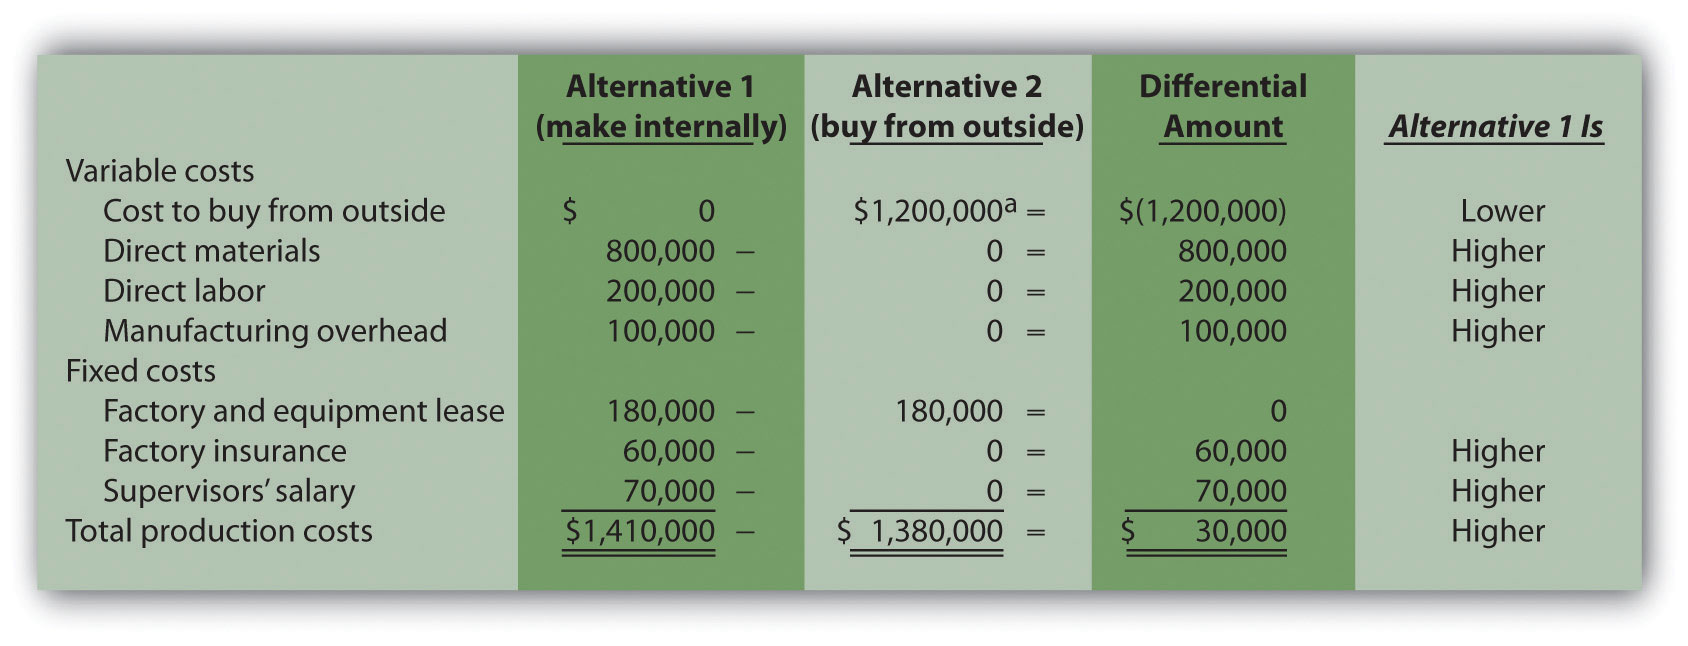 Alternative 1 Alternative 2 Differential
(make internally) (buy from outside) Amount Alternative 1 Is
Variable costs
Cost to buy from outside $ 0 $1,200,000a = $(1,200,000) Lower
Direct materials 800,000 – 0 = 800,000 Higher
Direct labor 200,000 – 0 = 200,000 Higher
Manufacturing overhead 100,000 – 0 = 100,000 Higher
Fixed costs
Factory and equipment lease 180,000 – 180,000 = 0
Factory insurance 60,000 – 0 = 60,000 Higher
Supervisors’ salary 70,000 – 0 = 70,000 Higher
Total production costs $1,410,000 – $ 1,380,000 = $ 30,000 Higher